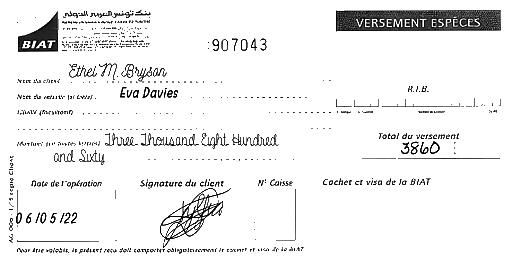 بنك تونس العربي الدولي
BIAT
VERSEMENT ESPÈCES
907043
Nom du client Ethel M. Bryson
Nom du remettant (si tiers) Eva Davies
R.I.B.
Libellé (facultatif)
Montant (en toutes lettres) Three Thousand Eight Hundred
and Sixty
Total du versement
3860
Date de l'opération
Signature du client
N° Caisse
Cachet et visa de la BIAT
06/05/22
Pour être valable, le présent reçu doit comporter obligatoirement le cachet et visa de la BIAT